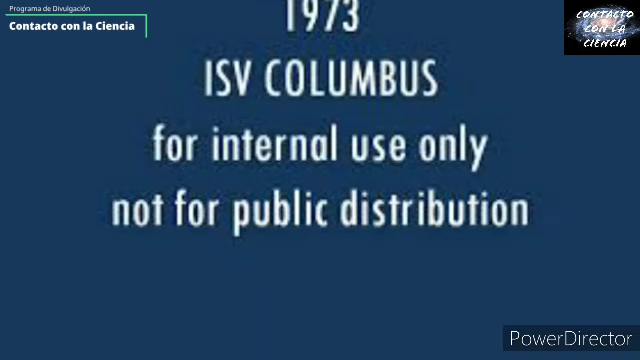 Programa de Divulgación
Contacto con la Ciencia
CONTACTO
CON LA
CIENCIA
1973
ISV COLUMBUS
for internal use only
not for public distribution
PowerDirector